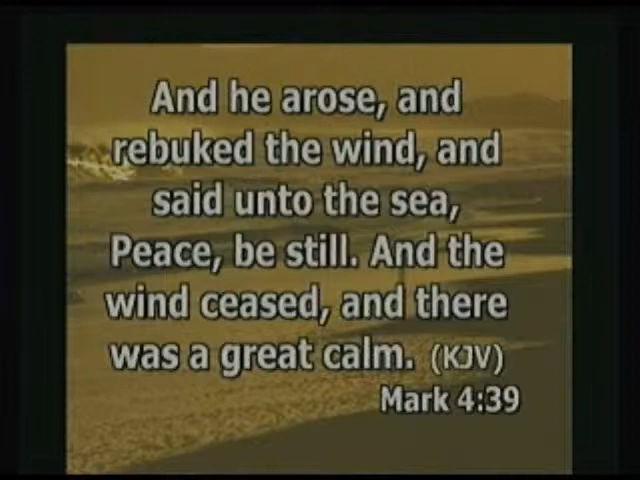 And he arose, and
rebuked the wind, and
said unto the sea,
Peace, be still. And the
wind ceased, and there
was a great calm. (KJV)
Mark 4:39